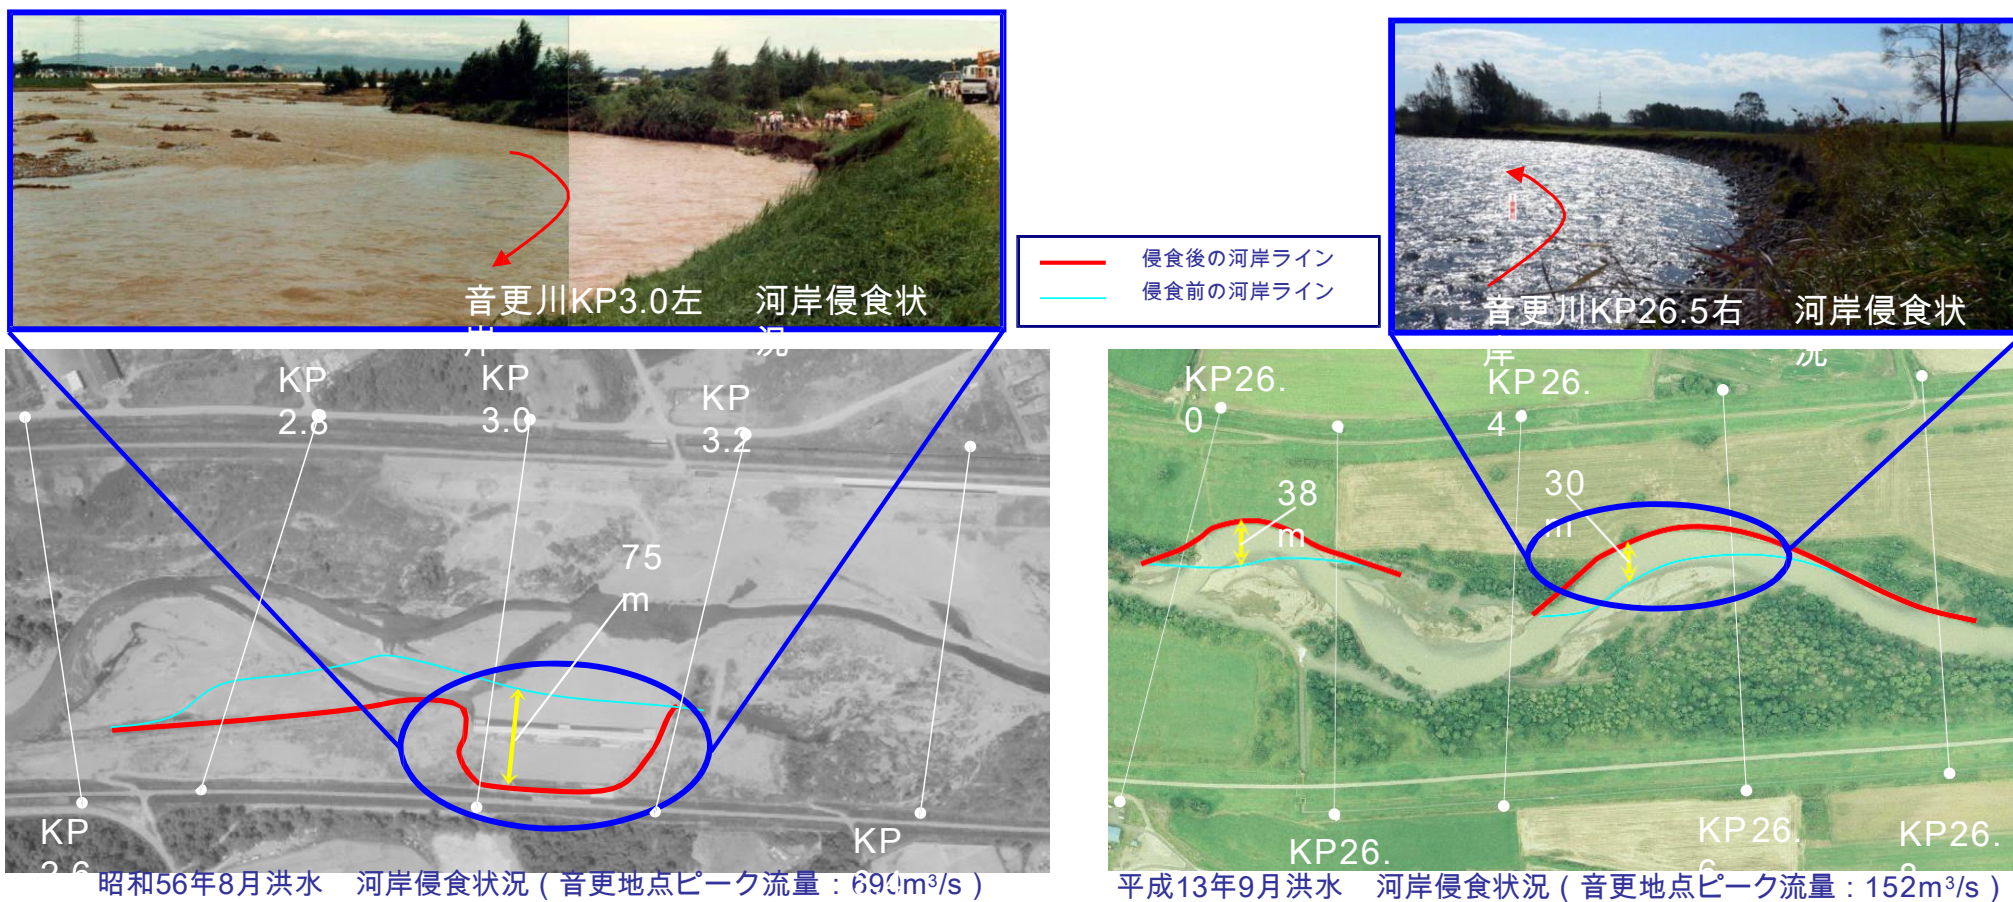 音更川KP3.0左岸
河岸侵食状況
侵食後の河岸ライン
侵食前の河岸ライン
音更川KP26.5右岸
河岸侵食状況
KP
2.8
KP
3.0
KP
3.2
75
m
KP
2.6
KP
昭和56年8月洪水 河岸侵食状況(音更地点ピーク流量:690m³/s)
KP26.
0
KP26.
4
38
m
30
m
KP26.
KP26.
6
KP26.
平成13年9月洪水 河岸侵食状況(音更地点ピーク流量:152m³/s)